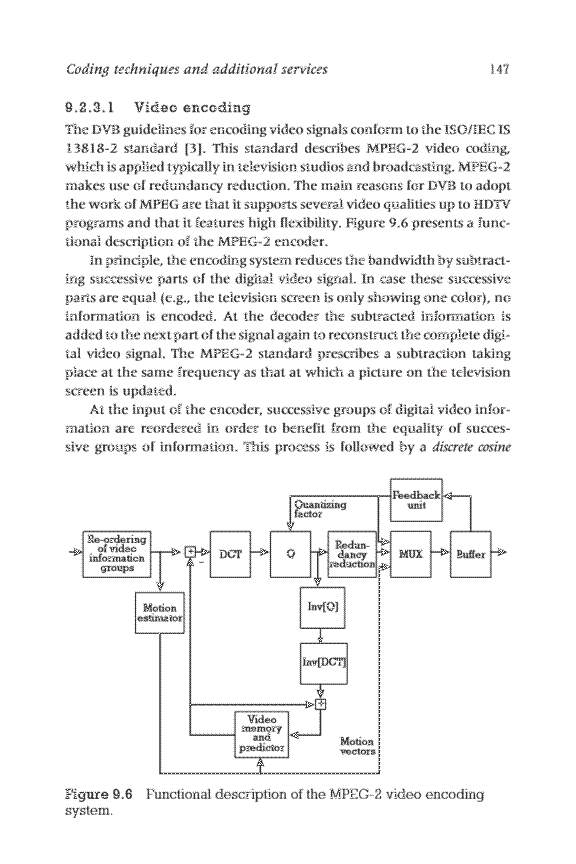 Coding techniques and additional services 147
9.2.3.1 Video encoding
The DVB guidelines for encoding video signals conform to the ISO/IEC IS
13818-2 standard [3]. This standard describes MPEG-2 video coding,
which is applied typically in television studios and broadcasting. MPEG-2
makes use of redundancy reduction. The main reasons for DVB to adopt
the work of MPEG are that it supports several video qualities up to HDTV
programs and that it features high flexibility. Figure 9.6 presents a func-
tional description of the MPEG-2 encoder.
In principle, the encoding system reduces the bandwidth by subtract-
ing successive parts of the digital video signal. In case these successive
parts are equal (e.g., the television screen is only showing one color), no
information is encoded. At the decoder the subtracted information is
added to the next part of the signal again to reconstruct the complete digi-
tal video signal. The MPEG-2 standard prescribes a subtraction taking
place at the same frequency as that at which a picture on the television
screen is updated.
At the input of the encoder, successive groups of digital video infor-
mation are reordered in order to benefit from the equality of succes-
sive groups of information. This process is followed by a discrete cosine
Feedback
unit
Quantizing
factor
Re-ordering
of video
information
groups
+
−
DCT
Q
Redun-
dancy
reduction
MUX
Buffer
Motion
estimator
Inv[Q]
Inv[DCT]
+
Video
memory
and
predictor
Motion
vectors
Figure 9.6 Functional description of the MPEG-2 video encoding
system.